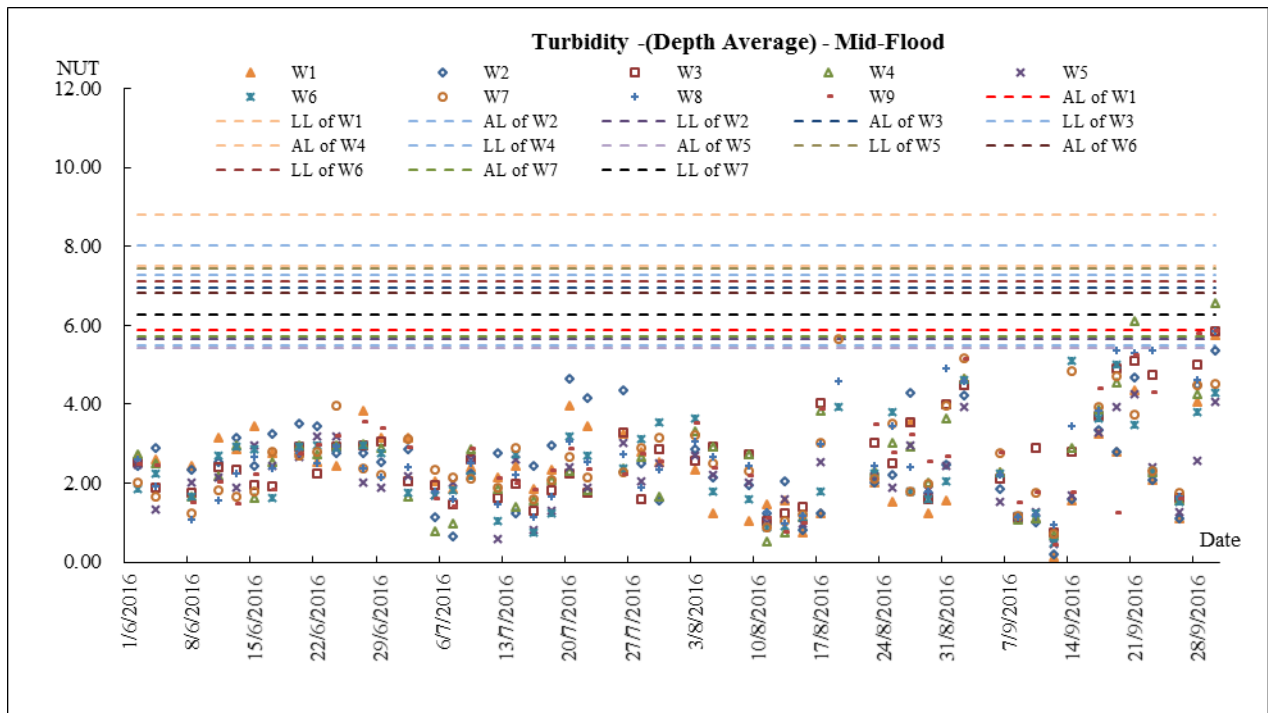 Turbidity -(Depth Average) - Mid-Flood
NUT
W1 W2 W3 W4 W5
W6 W7 W8 W9 AL of W1
LL of W1 AL of W2 LL of W2 AL of W3 LL of W3
AL of W4 LL of W4 AL of W5 LL of W5 AL of W6
LL of W6 AL of W7 LL of W7
12.00
10.00
8.00
6.00
4.00
2.00
0.00
Date
1/6/2016 8/6/2016 15/6/2016 22/6/2016 29/6/2016 6/7/2016 13/7/2016 20/7/2016 27/7/2016 3/8/2016 10/8/2016 17/8/2016 24/8/2016 31/8/2016 7/9/2016 14/9/2016 21/9/2016 28/9/2016